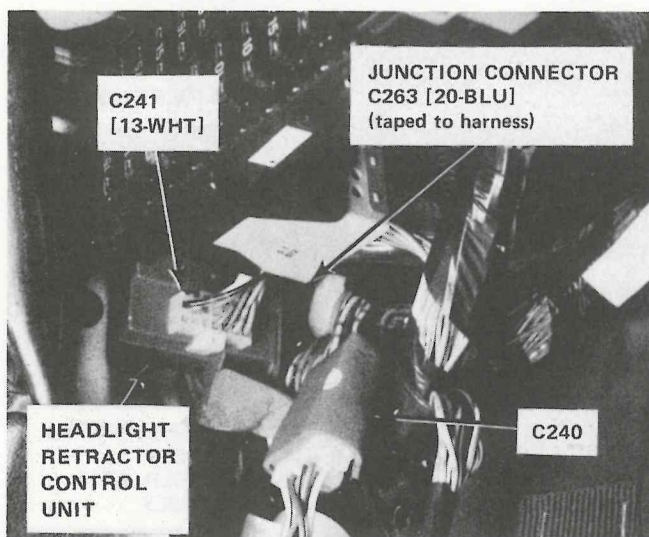 C241
[13-WHT]
JUNCTION CONNECTOR
C263 [20-BLU]
(taped to harness)
HEADLIGHT
RETRACTOR
CONTROL
UNIT
C240